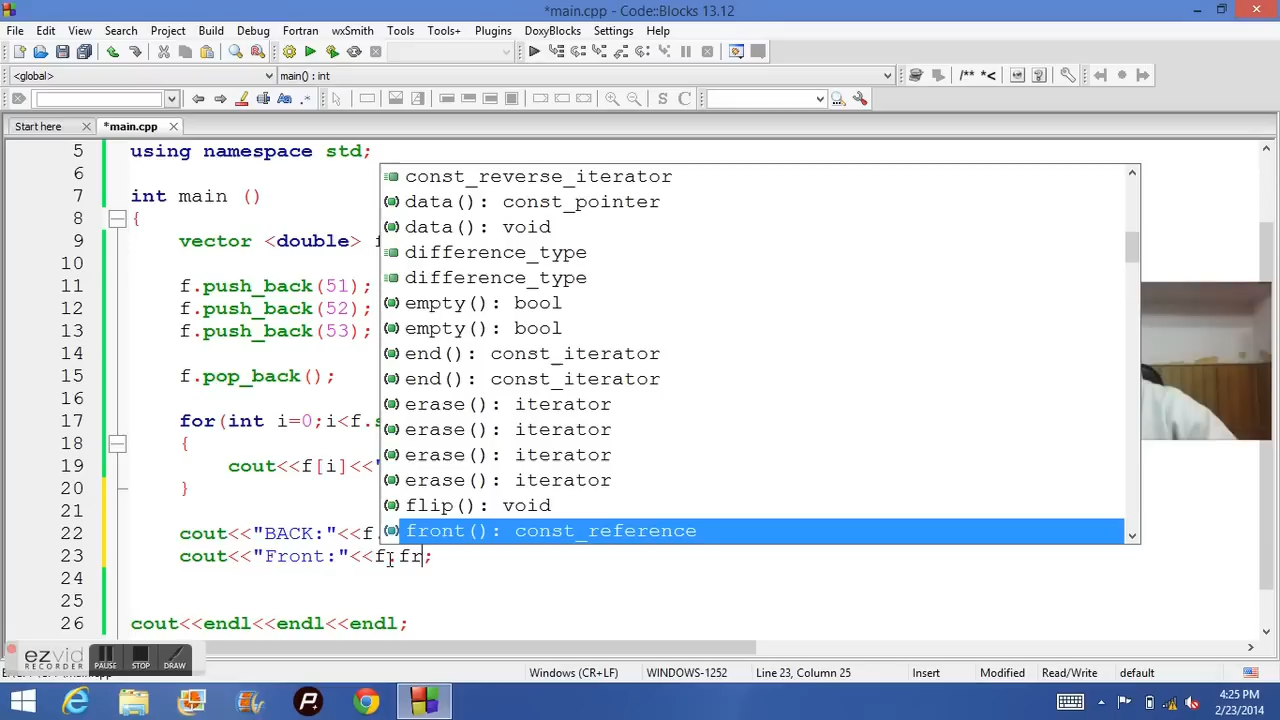 *main.cpp - Code::Blocks 13.12
File Edit View Search Project Build Debug Fortran wxSmith Tools Tools+ Plugins DoxyBlocks Settings Help
<global> main() : int
/** *<
S C
Start here *main.cpp
5 using namespace std;
6
7 int main ()
8 {
9 vector <double>
10
11 f.push_back(51);
12 f.push_back(52);
13 f.push_back(53);
14
15 f.pop_back();
16
17 for(int i=0;i<f.s
18 {
19 cout<<f[i]<<"
20 }
21
22 cout<<"BACK:"<<f.
23 cout<<"Front:"<<f.fr;
24
25
26 cout<<endl<<endl<<endl;
const_reverse_iterator
data(): const_pointer
data(): void
difference_type
difference_type
empty(): bool
empty(): bool
end(): const_iterator
end(): const_iterator
erase(): iterator
erase(): iterator
erase(): iterator
erase(): iterator
flip(): void
front(): const_reference
ezvid
RECORDER
PAUSE STOP DRAW
Windows (CR+LF) WINDOWS-1252 Line 23, Column 25 Insert Modified Read/Write default
4:25 PM
2/23/2014